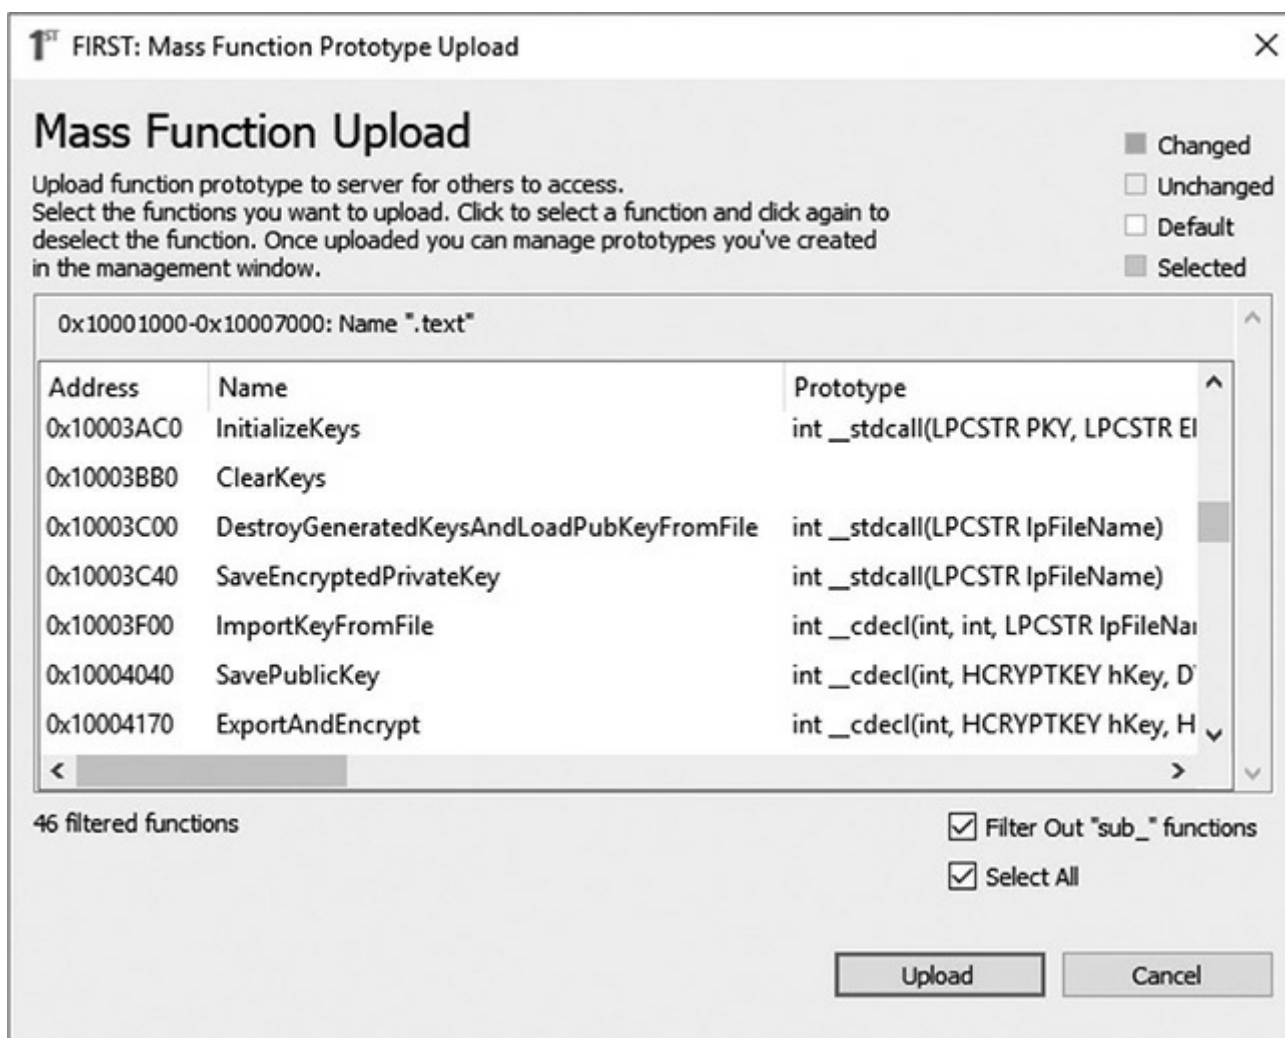 1ST FIRST: Mass Function Prototype Upload
Mass Function Upload
Upload function prototype to server for others to access.
Select the functions you want to upload. Click to select a function and click again to
deselect the function. Once uploaded you can manage prototypes you've created
in the management window.
Changed
Unchanged
Default
Selected
0x10001000-0x10007000: Name ".text"
Address Name Prototype
0x10003AC0 InitializeKeys int __stdcall(LPCSTR PKY, LPCSTR
0x10003BB0 ClearKeys
0x10003C00 DestroyGeneratedKeysAndLoadPubKeyFromFile int __stdcall(LPCSTR lpFileName)
0x10003C40 SaveEncryptedPrivateKey int __stdcall(LPCSTR lpFileName)
0x10003F00 ImportKeyFromFile int __cdecl(int, int, LPCSTR
0x10004040 SavePublicKey int __cdecl(int, HCRYPTKEY hKey, D
0x10004170 ExportAndEncrypt int __cdecl(int, HCRYPTKEY hKey, H
46 filtered functions
Filter Out "sub_" functions
Select All
Upload Cancel